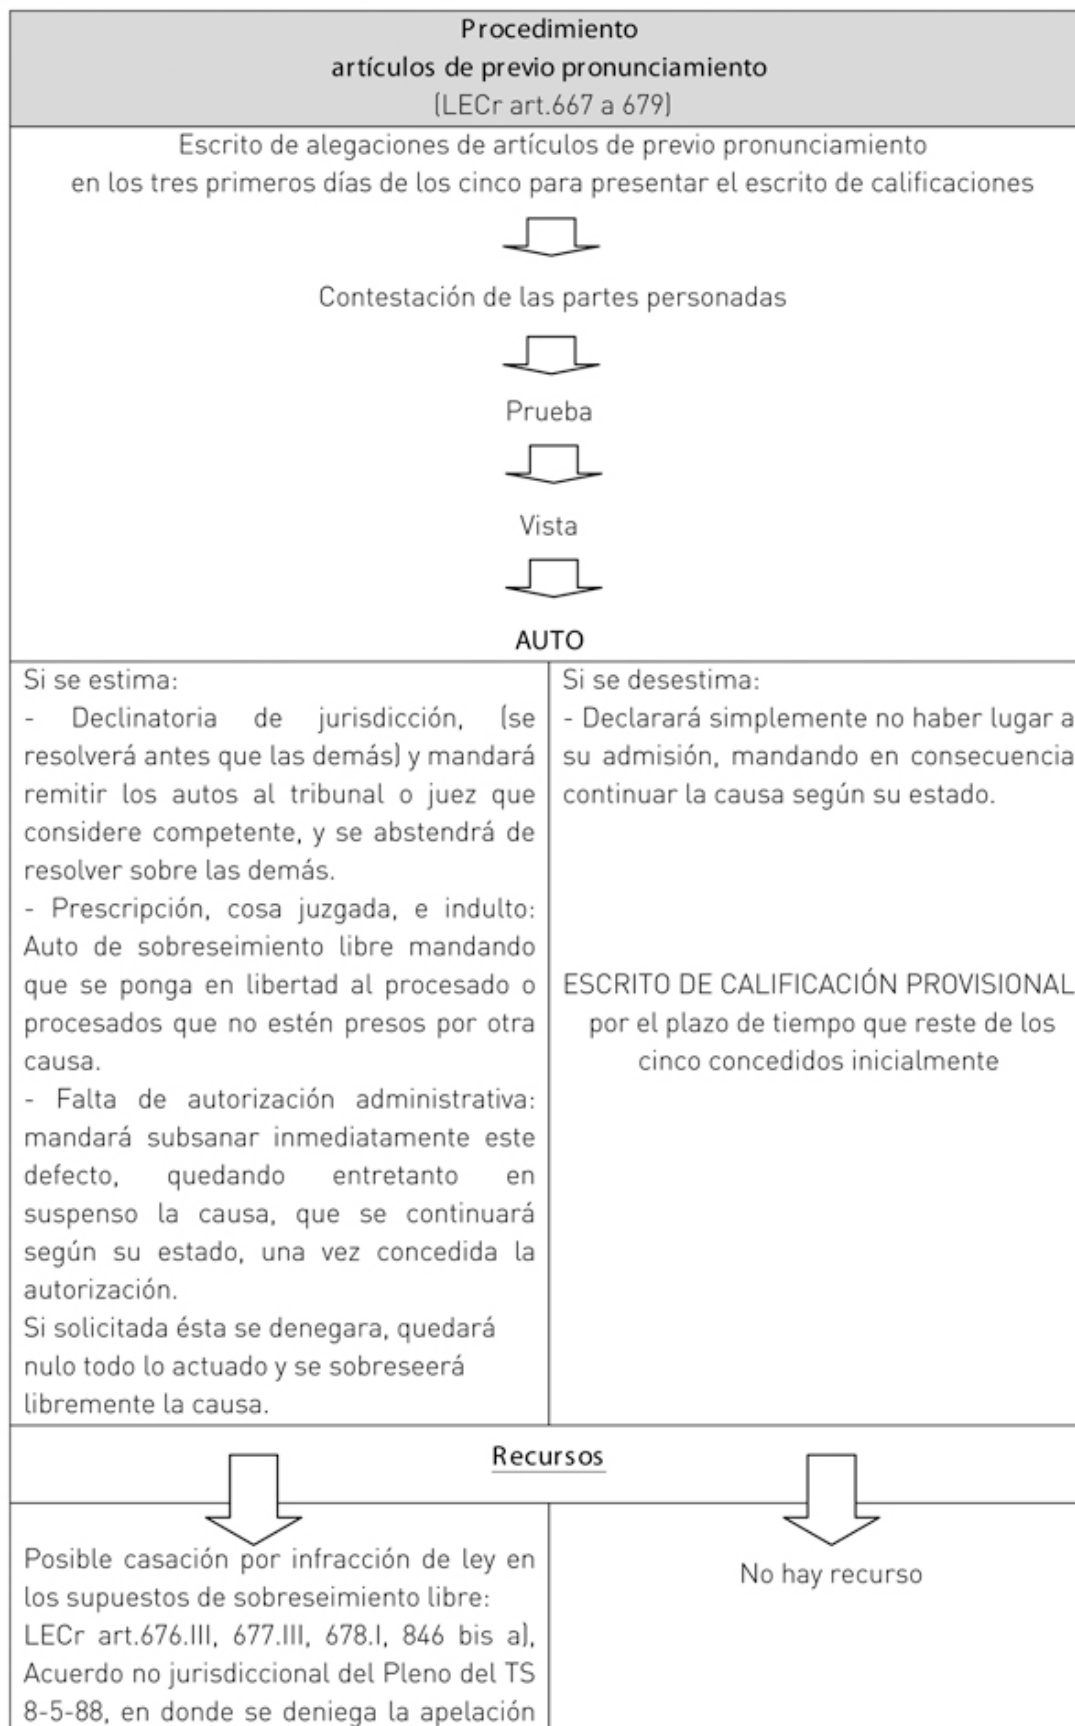 Procedimiento
artículos de previo pronunciamiento
(LECr art.667 a 679)
Escrito de alegaciones de artículos de previo pronunciamiento
en los tres primeros días de los cinco para presentar el escrito de calificaciones
Contestación de las partes personadas
Prueba
Vista
AUTO
Si se estima:
- Declinatoria de jurisdicción, (se
resolverá antes que las demás) y mandará
remitir los autos al tribunal o juez que
considere competente, y se abstendrá de
resolver sobre las demás.
- Prescripción, cosa juzgada, e indulto:
Auto de sobreseimiento libre mandando
que se ponga en libertad al procesado o
procesados que no estén presos por otra
causa.
- Falta de autorización administrativa:
mandará subsanar inmediatamente este
defecto, quedando entretanto en
suspenso la causa, que se continuará
según su estado, una vez concedida la
autorización.
Si solicitada ésta se denegara, quedará
nulo todo lo actuado y se sobreseerá
libremente la causa.
Si se desestima:
- Declarará simplemente no haber lugar a
su admisión, mandando en consecuencia
continuar la causa según su estado.
ESCRITO DE CALIFICACIÓN PROVISIONAL
por el plazo de tiempo que reste de los
cinco concedidos inicialmente
Recursos
Posible casación por infracción de ley en
los supuestos de sobreseimiento libre:
LECr art.676.III, 677.III, 678.I, 846 bis a),
Acuerdo no jurisdiccional del Pleno del TS
8-5-88, en donde se deniega la apelación
No hay recurso